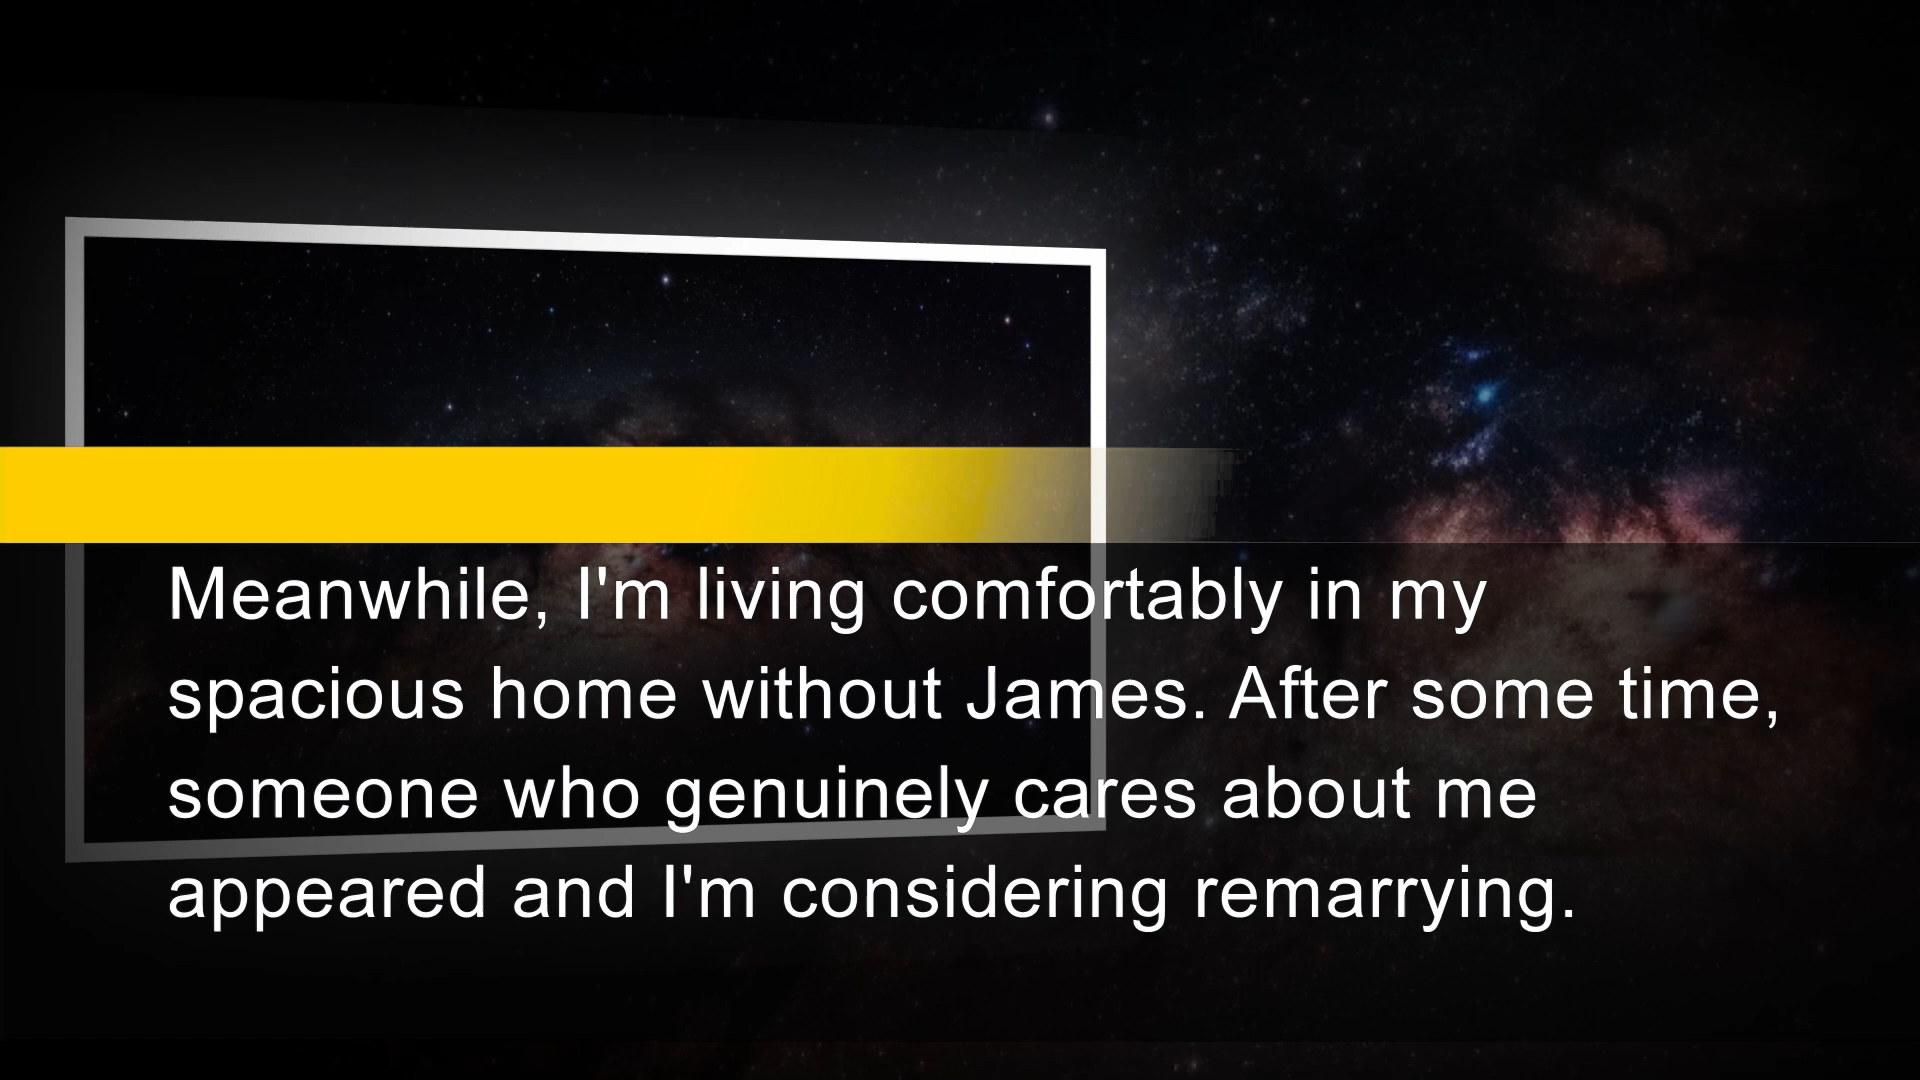 Meanwhile, I'm living comfortably in my
spacious home without James. After some time,
someone who genuinely cares about me
appeared and I'm considering remarrying.